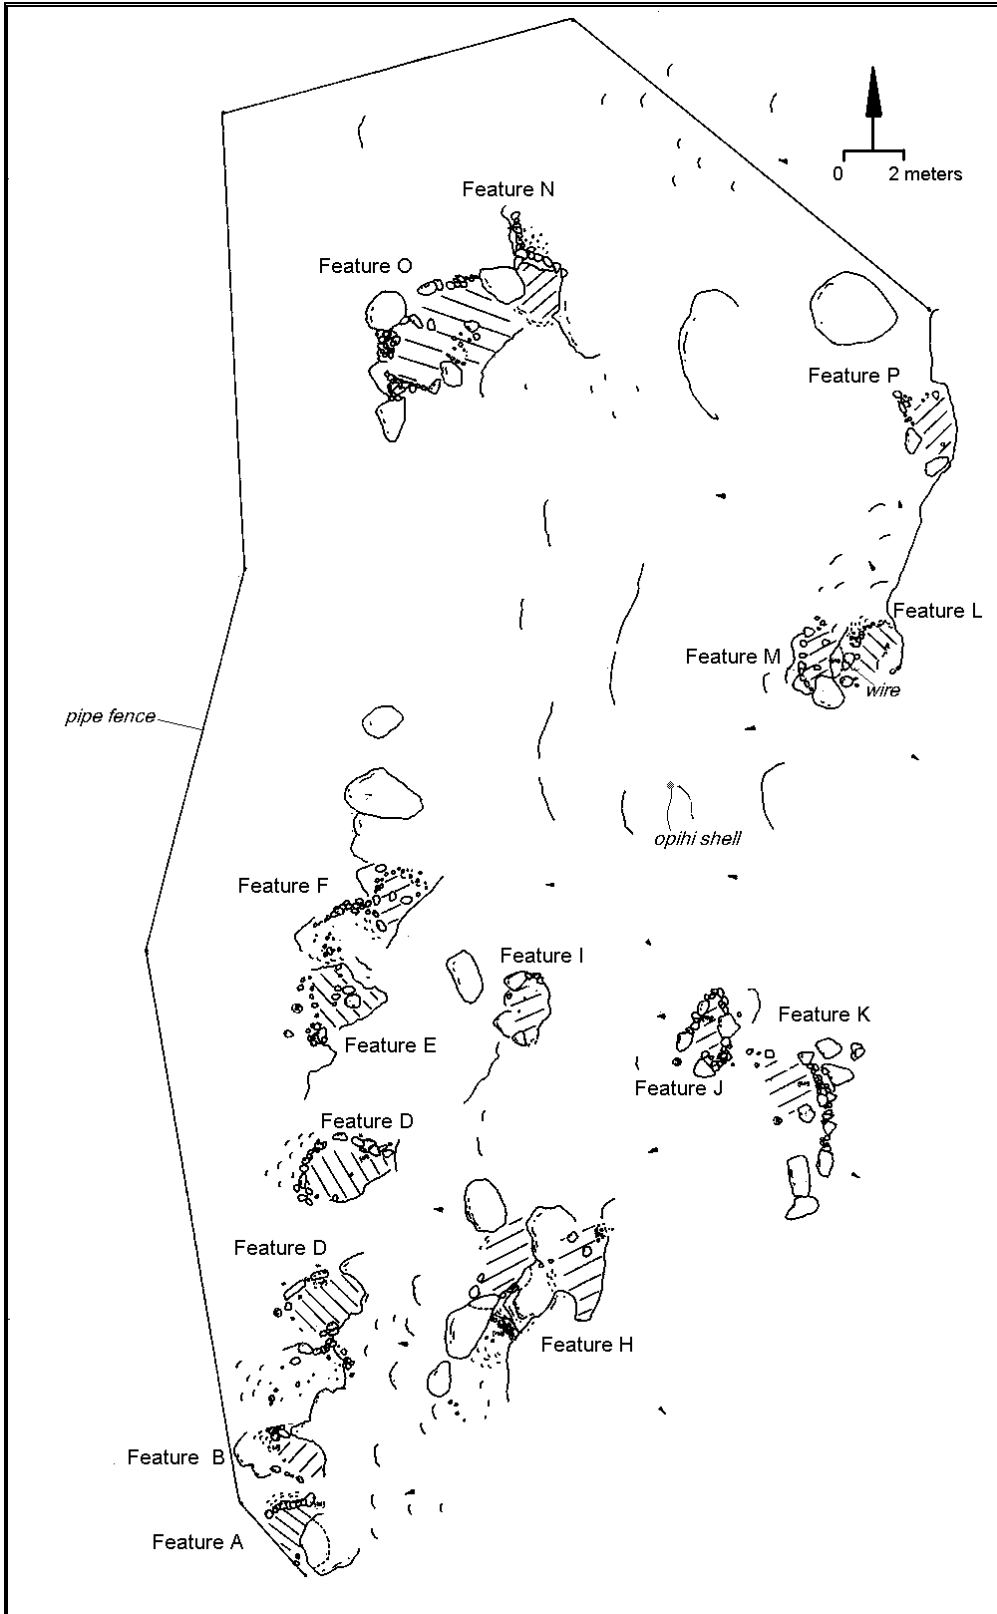 Feature N
0 2 meters
Feature O
Feature P
Feature L
Feature M
wire
pipe fence
opihi shell
Feature F
Feature I
Feature K
Feature E
Feature J
Feature D
Feature D
Feature H
Feature B
Feature A